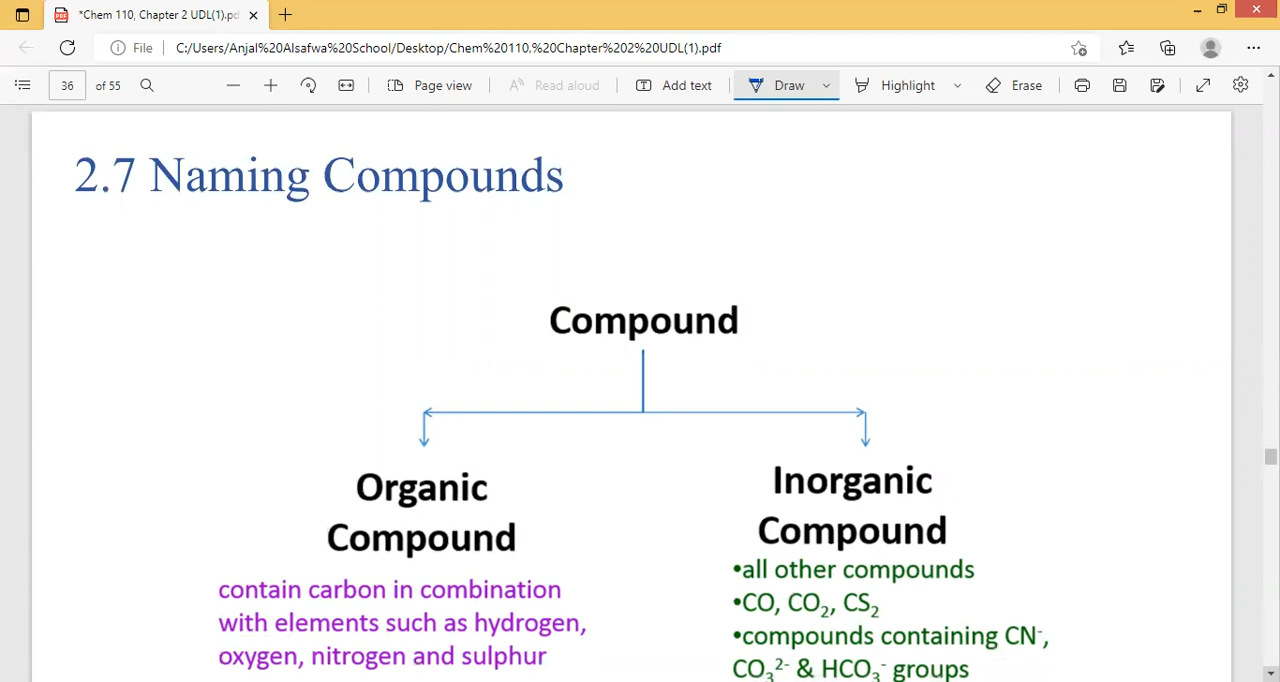 *Chem 110, Chapter 2 UDL(1).pd
File
C:/Users/Anjal%20Alsafwa%20School/Desktop/Chem%20110,%20Chapter%202%20UDL(1).pdf
36 of 55
Page view
Read aloud
Add text
Draw
Highlight
Erase
2.7 Naming Compounds
Compound
Organic
Compound
contain carbon in combination
with elements such as hydrogen,
oxygen, nitrogen and sulphur
Inorganic
Compound
•all other compounds
•CO, CO₂, CS₂
•compounds containing CN⁻,
CO₃²⁻ & HCO₃⁻ groups